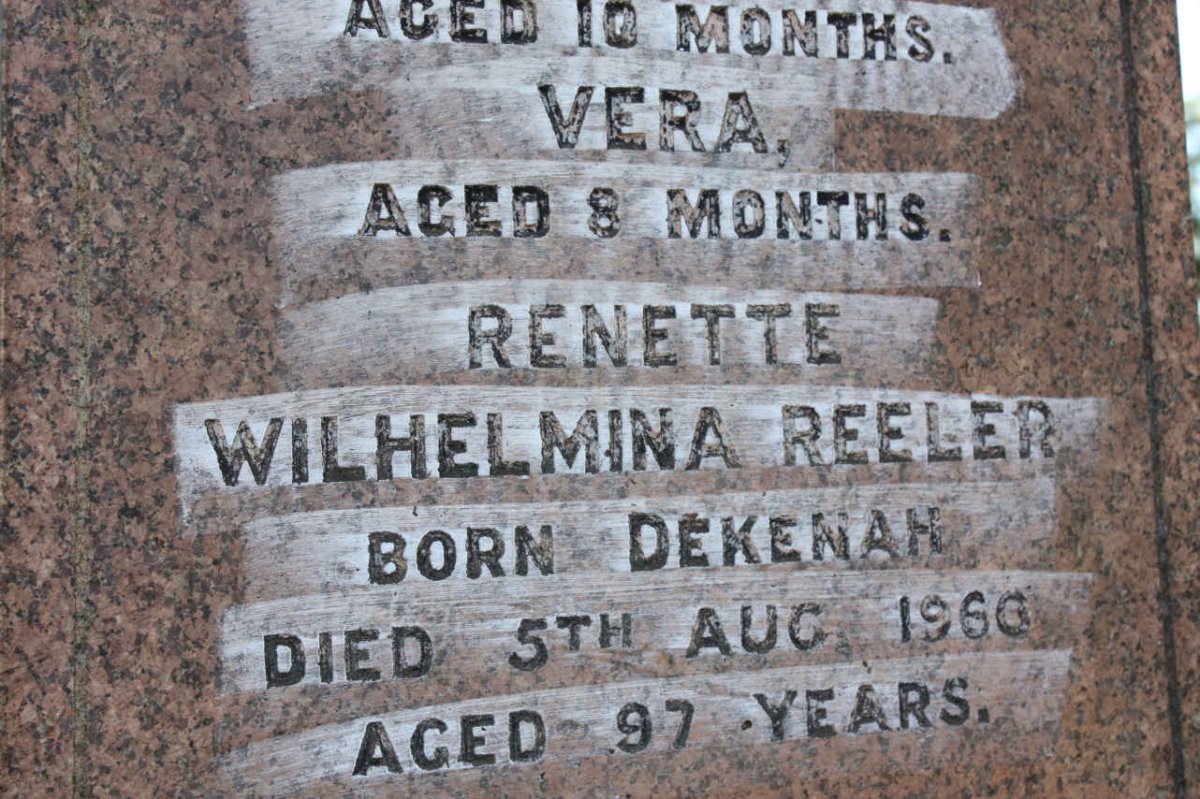 AGED 10 MONTHS.
VERA,
AGED 8 MONTHS.
RENETTE
WILHELMINA REELER
BORN DEKENAH
DIED 5TH AUG. 1960
AGED 97 YEARS.